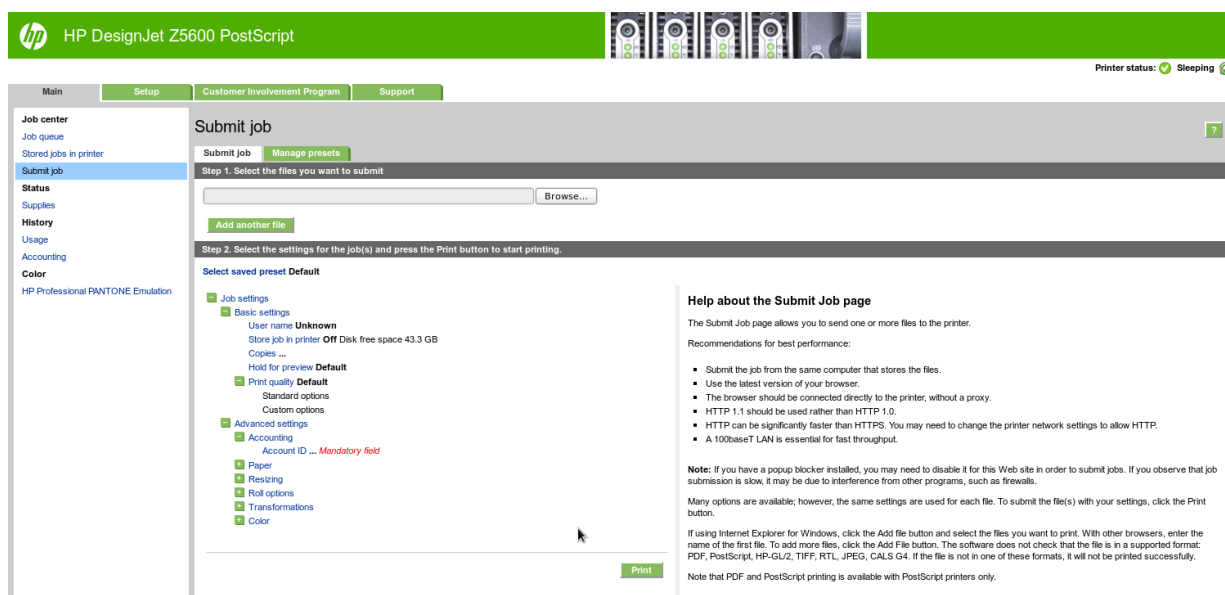 hp HP DesignJet Z5600 PostScript
Printer status: Sleeping
Main Setup Customer Involvement Program Support
Job center
Job queue
Stored jobs in printer
Submit job
Status
Supplies
History
Usage
Accounting
Color
HP Professional PANTONE Emulation
Submit job
?
Submit job Manage presets
Step 1. Select the files you want to submit
Browse...
Add another file
Step 2. Select the settings for the job(s) and press the Print button to start printing.
Select saved preset Default
Job settings
Basic settings
User name Unknown
Store job in printer Off Disk free space 43.3 GB
Copies ...
Hold for preview Default
Print quality Default
Standard options
Custom options
Advanced settings
Accounting
Account ID ... Mandatory field
Paper
Resizing
Roll options
Transformations
Color
Print
Help about the Submit Job page
The Submit Job page allows you to send one or more files to the printer.
Recommendations for best performance:
Submit the job from the same computer that stores the files.
Use the latest version of your browser.
The browser should be connected directly to the printer, without a proxy.
HTTP 1.1 should be used rather than HTTP 1.0.
HTTP can be significantly faster than HTTPS. You may need to change the printer network settings to allow HTTP.
A 100baseT LAN is essential for fast throughput.
Note: If you have a popup blocker installed, you may need to disable it for this Web site in order to submit jobs. If you observe that job
submission is slow, it may be due to interference from other programs, such as firewalls.
Many options are available; however, the same settings are used for each file. To submit the file(s) with your settings, click the Print
button.
If using Internet Explorer for Windows, click the Add file button and select the files you want to print. With other browsers, enter the
name of the first file. To add more files, click the Add File button. The software does not check that the file is in a supported format:
PDF, PostScript, HP-GL/2, TIFF, RTL, JPEG, CALS G4. If the file is not in one of these formats, it will not be printed successfully.
Note that PDF and PostScript printing is available with PostScript printers only.